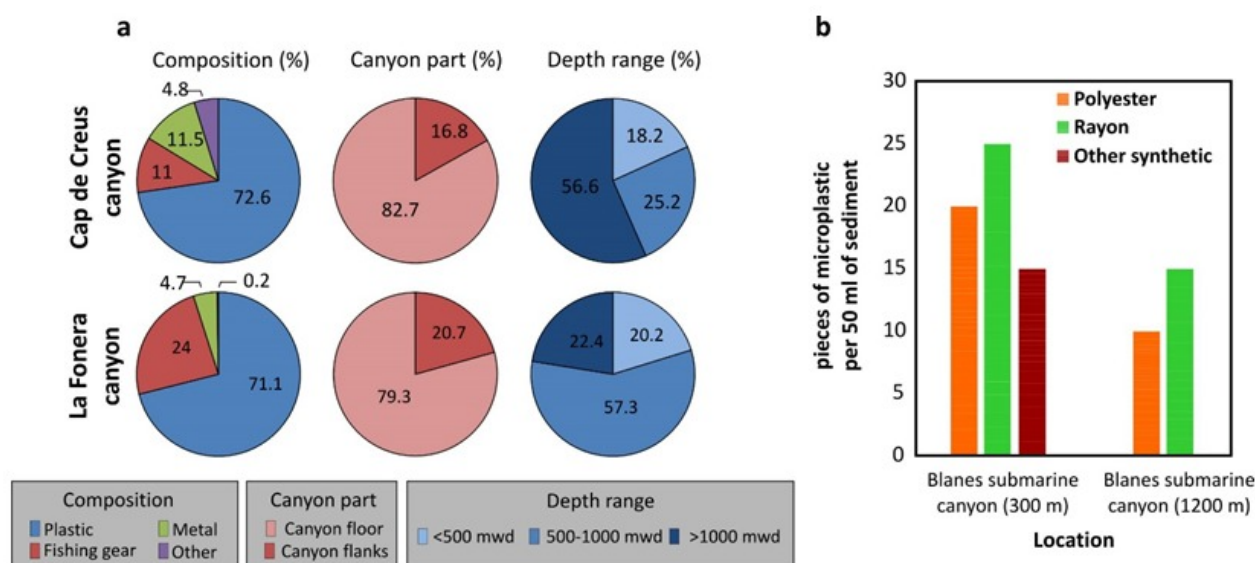 a
Composition (%)
Canyon part (%)
Depth range (%)
Cap de Creus
canyon
4.8
11.5
11
72.6
16.8
82.7
18.2
56.6
25.2
La Fonera
canyon
4.7
0.2
24
71.1
20.7
79.3
20.2
22.4
57.3
Composition
Plastic
Metal
Fishing gear
Other
Canyon part
Canyon floor
Canyon flanks
Depth range
<500 mwd
500-1000 mwd
>1000 mwd
b
pieces of microplastic
per 50 ml of sediment
30
25
20
15
10
5
0
Polyester
Rayon
Other synthetic
Blanes submarine
canyon (300 m)
Blanes submarine
canyon (1200 m)
Location